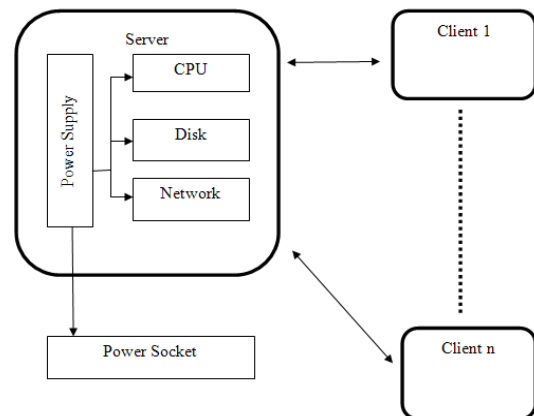 Server
CPU
Power Supply
Disk
Network
Power Socket
Client 1
Client n